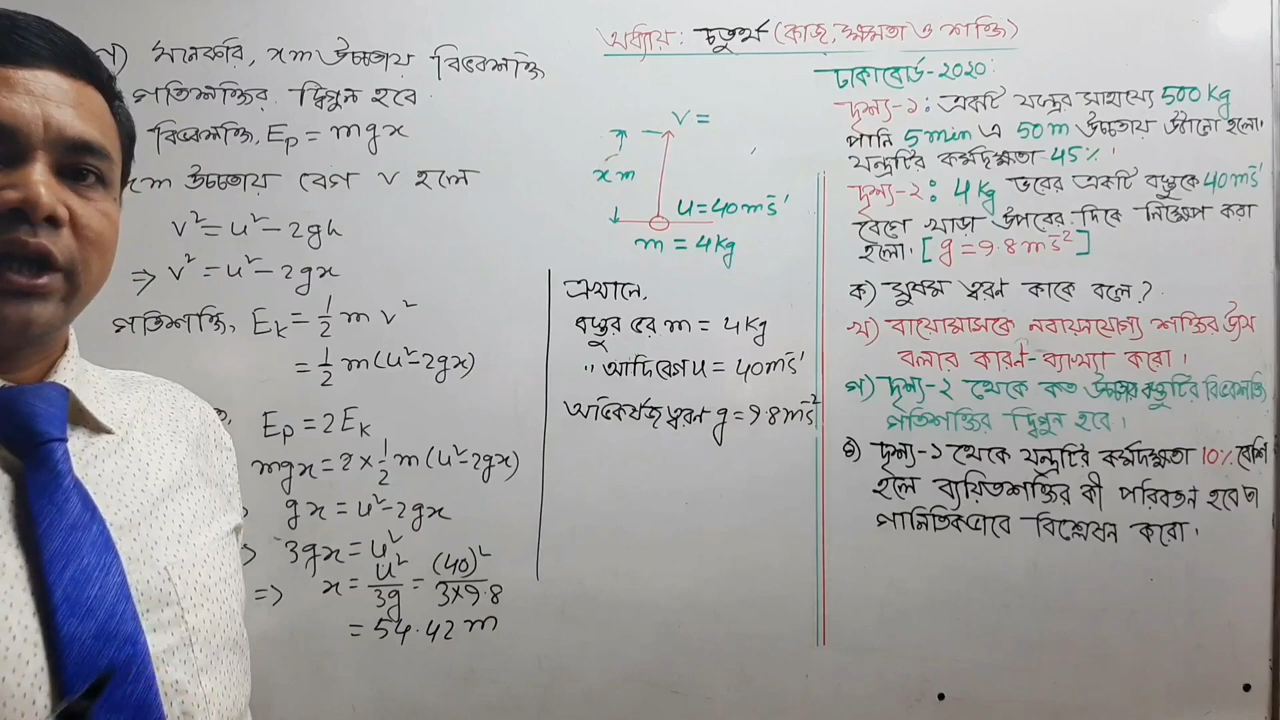 অধ্যায়: চতুর্থ (কাজ, ক্ষমতা ও শক্তি)
ঢাকাবোর্ড-২০২০:
দৃশ্য-১: একটি যন্ত্রের সাহায্যে 500 kg
পানি 5 min এ 50m উচ্চতায় উঠানো হলো।
যন্ত্রটির কর্মদক্ষতা 45%।
দৃশ্য-২: 4 kg ভরের একটি বস্তুকে 40 ms⁻¹
বেগে খাড়া উপরের দিকে নিক্ষেপ করা
হলো। [g = 9.8 ms⁻²]
ক) সুষম ত্বরণ কাকে বলে?
খ) বায়োমাসকে নবায়নযোগ্য শক্তির উৎস
বলার কারণ-ব্যাখ্যা করো।
গ) দৃশ্য-২ থেকে কত উচ্চতায় বস্তুটির বিভবশক্তি
গতিশক্তির দ্বিগুন হবে।
দৃশ্য-১ থেকে যন্ত্রটির কর্মদক্ষতা 10% বেশি
হলে ব্যয়িতশক্তির কী পরিবর্তন হবে তা
গানিতিকভাবে বিশ্লেষন করো।
গ) মনেকরি, x m উচ্চতায় বিভবশক্তি
গতিশক্তির দ্বিগুন হবে
বিভবশক্তি, Ep = mgx
xm উচ্চতায় বেগ v হলে
v² = u² - 2gh
⇒ v² = u² - 2gx
গতিশক্তি, Ek = 1/2 m v²
= 1/2 m(u² - 2gx)
Ep = 2Ek
mgx = 2 × 1/2 m(u² - 2gx)
gx = u² - 2gx
3gx = u²
⇒ x = u²/3g = (40)²/3×9.8
= 54.42 m
v =
x m
u = 40 ms⁻¹
m = 4 kg
এখানে,
বস্তুর ভর m = 4 kg
" আদিবেগ u = 40 ms⁻¹
অভিকর্ষজ ত্বরণ g = 9.8 ms⁻²